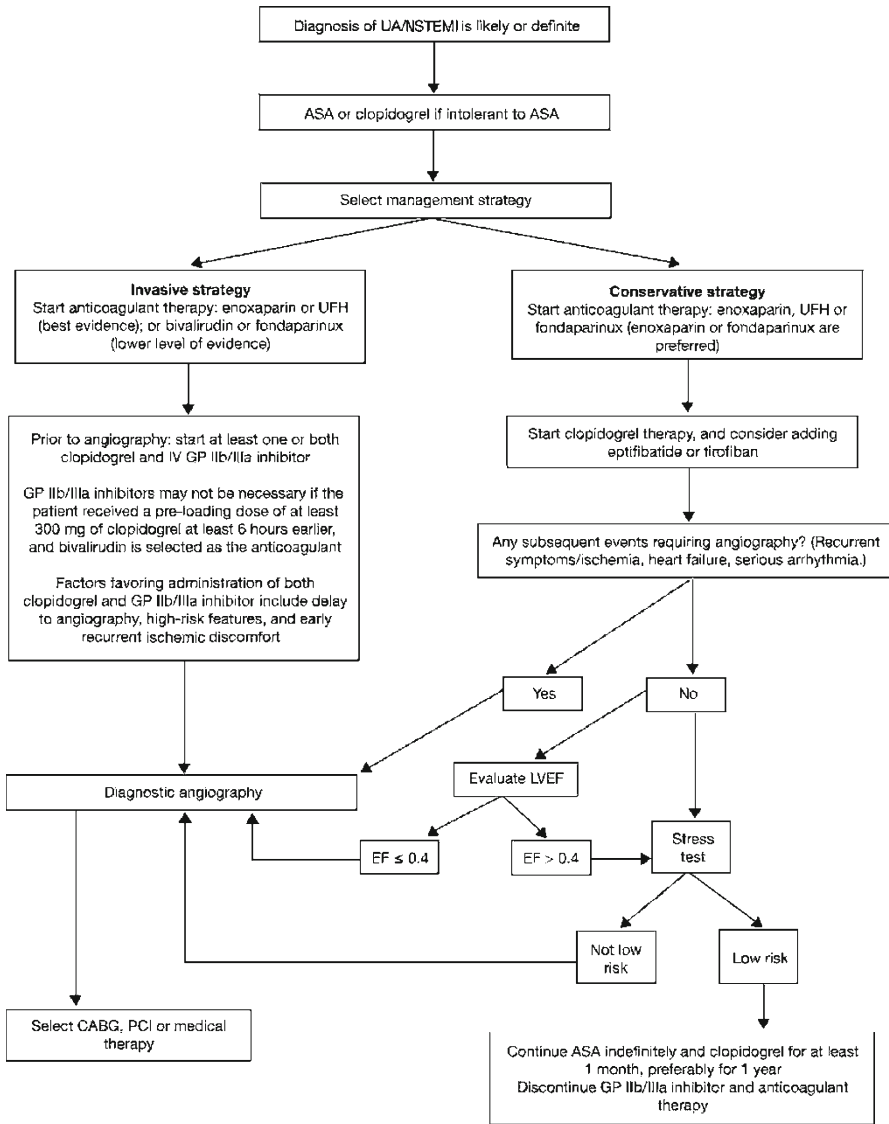 Diagnosis of UA/NSTEMI is likely or definite
ASA or clopidogrel if intolerant to ASA
Select management strategy
Invasive strategy
Start anticoagulant therapy: enoxaparin or UFH
(best evidence); or bivalirudin or fondaparinux
(lower level of evidence)
Conservative strategy
Start anticoagulant therapy: enoxaparin, UFH or
fondaparinux (enoxaparin or fondaparinux are
preferred)
Prior to angiography: start at least one or both
clopidogrel and IV GP IIb/IIIa inhibitor
GP IIb/IIIa inhibitors may not be necessary if the
patient received a pre-loading dose of at least
300 mg of clopidogrel at least 6 hours earlier,
and bivalirudin is selected as the anticoagulant
Factors favoring administration of both
clopidogrel and GP IIb/IIIa inhibitor include delay
to angiography, high-risk features, and early
recurrent ischemic discomfort
Start clopidogrel therapy, and consider adding
eptifibatide or tirofiban
Any subsequent events requiring angiography? (Recurrent
symptoms/ischemia, heart failure, serious arrhythmia.)
Yes
No
Evaluate LVEF
Diagnostic angiography
EF ≤ 0.4
EF > 0.4
Stress
test
Not low
risk
Low risk
Select CABG, PCI or medical
therapy
Continue ASA indefinitely and clopidogrel for at least
1 month, preferably for 1 year
Discontinue GP IIb/IIIa inhibitor and anticoagulant
therapy